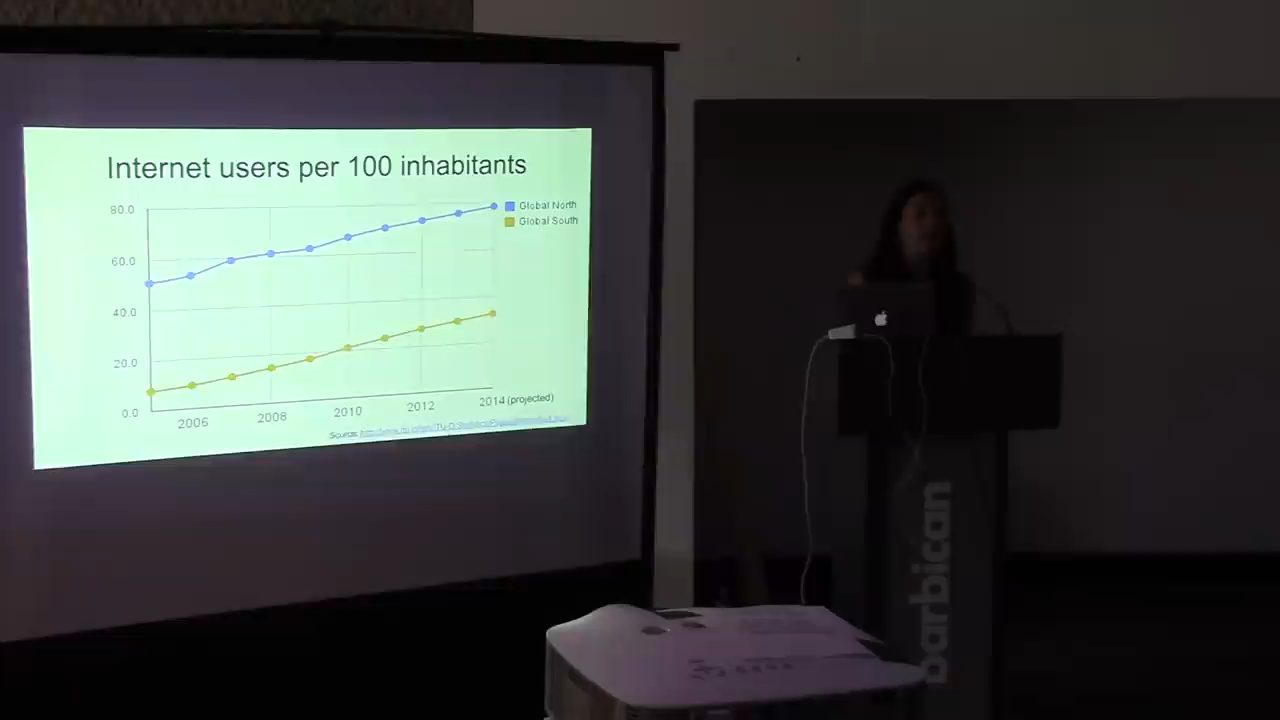 Internet users per 100 inhabitants
80.0
60.0
40.0
20.0
0.0
2006
2008
2010
2012
2014 (projected)
Global North
Global South
Source:
barbican